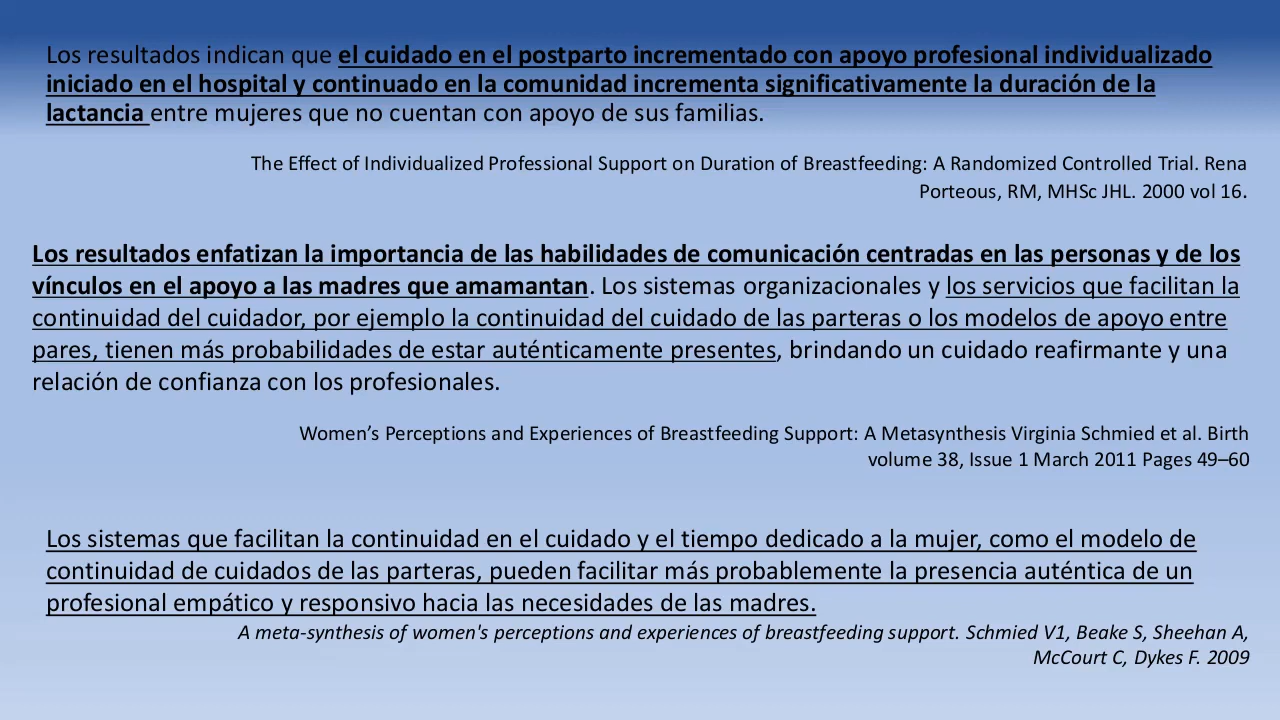 Los resultados indican que el cuidado en el postparto incrementado con apoyo profesional individualizado
iniciado en el hospital y continuado en la comunidad incrementa significativamente la duración de la
lactancia entre mujeres que no cuentan con apoyo de sus familias.
The Effect of Individualized Professional Support on Duration of Breastfeeding: A Randomized Controlled Trial. Rena
Porteous, RM, MHSc JHL. 2000 vol 16.
Los resultados enfatizan la importancia de las habilidades de comunicación centradas en las personas y de los
vínculos en el apoyo a las madres que amamantan. Los sistemas organizacionales y los servicios que facilitan la
continuidad del cuidador, por ejemplo la continuidad del cuidado de las parteras o los modelos de apoyo entre
pares, tienen más probabilidades de estar auténticamente presentes, brindando un cuidado reafirmante y una
relación de confianza con los profesionales.
Women’s Perceptions and Experiences of Breastfeeding Support: A Metasynthesis Virginia Schmied et al. Birth
volume 38, Issue 1 March 2011 Pages 49–60
Los sistemas que facilitan la continuidad en el cuidado y el tiempo dedicado a la mujer, como el modelo de
continuidad de cuidados de las parteras, pueden facilitar más probablemente la presencia auténtica de un
profesional empático y responsivo hacia las necesidades de las madres.
A meta-synthesis of women's perceptions and experiences of breastfeeding support. Schmied V1, Beake S, Sheehan A,
McCourt C, Dykes F. 2009